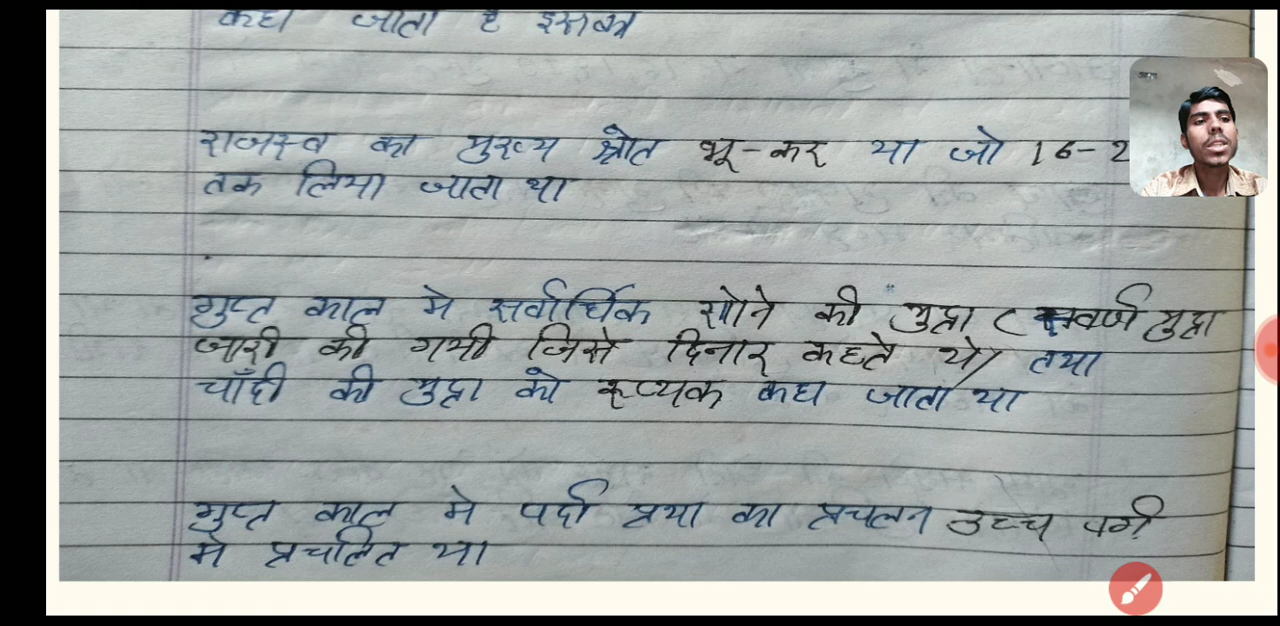 कहा जाता है इसका
राजस्व का मुख्य श्रोत भू-कर था जो 16-2
तक लिया जाता था
गुप्त काल मे सर्वाधिक सोने की मुद्रा ( स्वर्ण मुद्रा
जारी की गयी जिसे दिनार कहते थे) तथा
चाँदी की मुद्रा को रूप्यक कहा जाता था
गुप्त काल मे पर्दा प्रथा का प्रचलन उच्च वर्ग
मे प्रचलित था